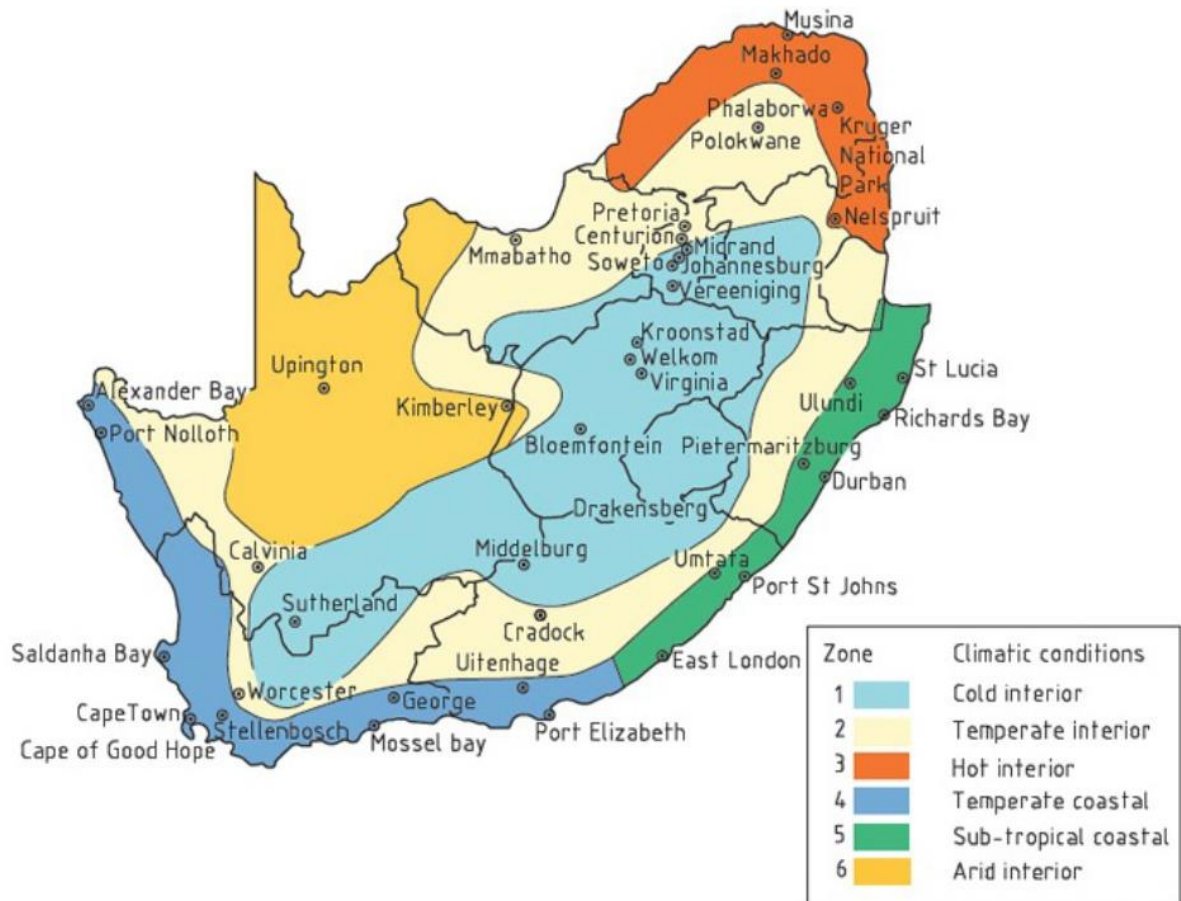 Musina
Makhado
Phalaborwa
Polokwane
Kruger
National
Park
Nelspruit
Pretoria
Centurion
Midrand
Mmabatho
Soweto
Johannesburg
Vereeniging
Kroonstad
Welkom
Virginia
Upington
Alexander Bay
Port Nolloth
Kimberley
Bloemfontein
St Lucia
Ulundi
Richards Bay
Pietermaritzburg
Durban
Drakensberg
Calvinia
Middelburg
Umtata
Port St Johns
Sutherland
Cradock
Saldanha Bay
Uitenhage
East London
Worcester
George
CapeTown
Stellenbosch
Cape of Good Hope
Mossel bay
Port Elizabeth
Zone Climatic conditions
1 Cold interior
2 Temperate interior
3 Hot interior
4 Temperate coastal
5 Sub-tropical coastal
6 Arid interior